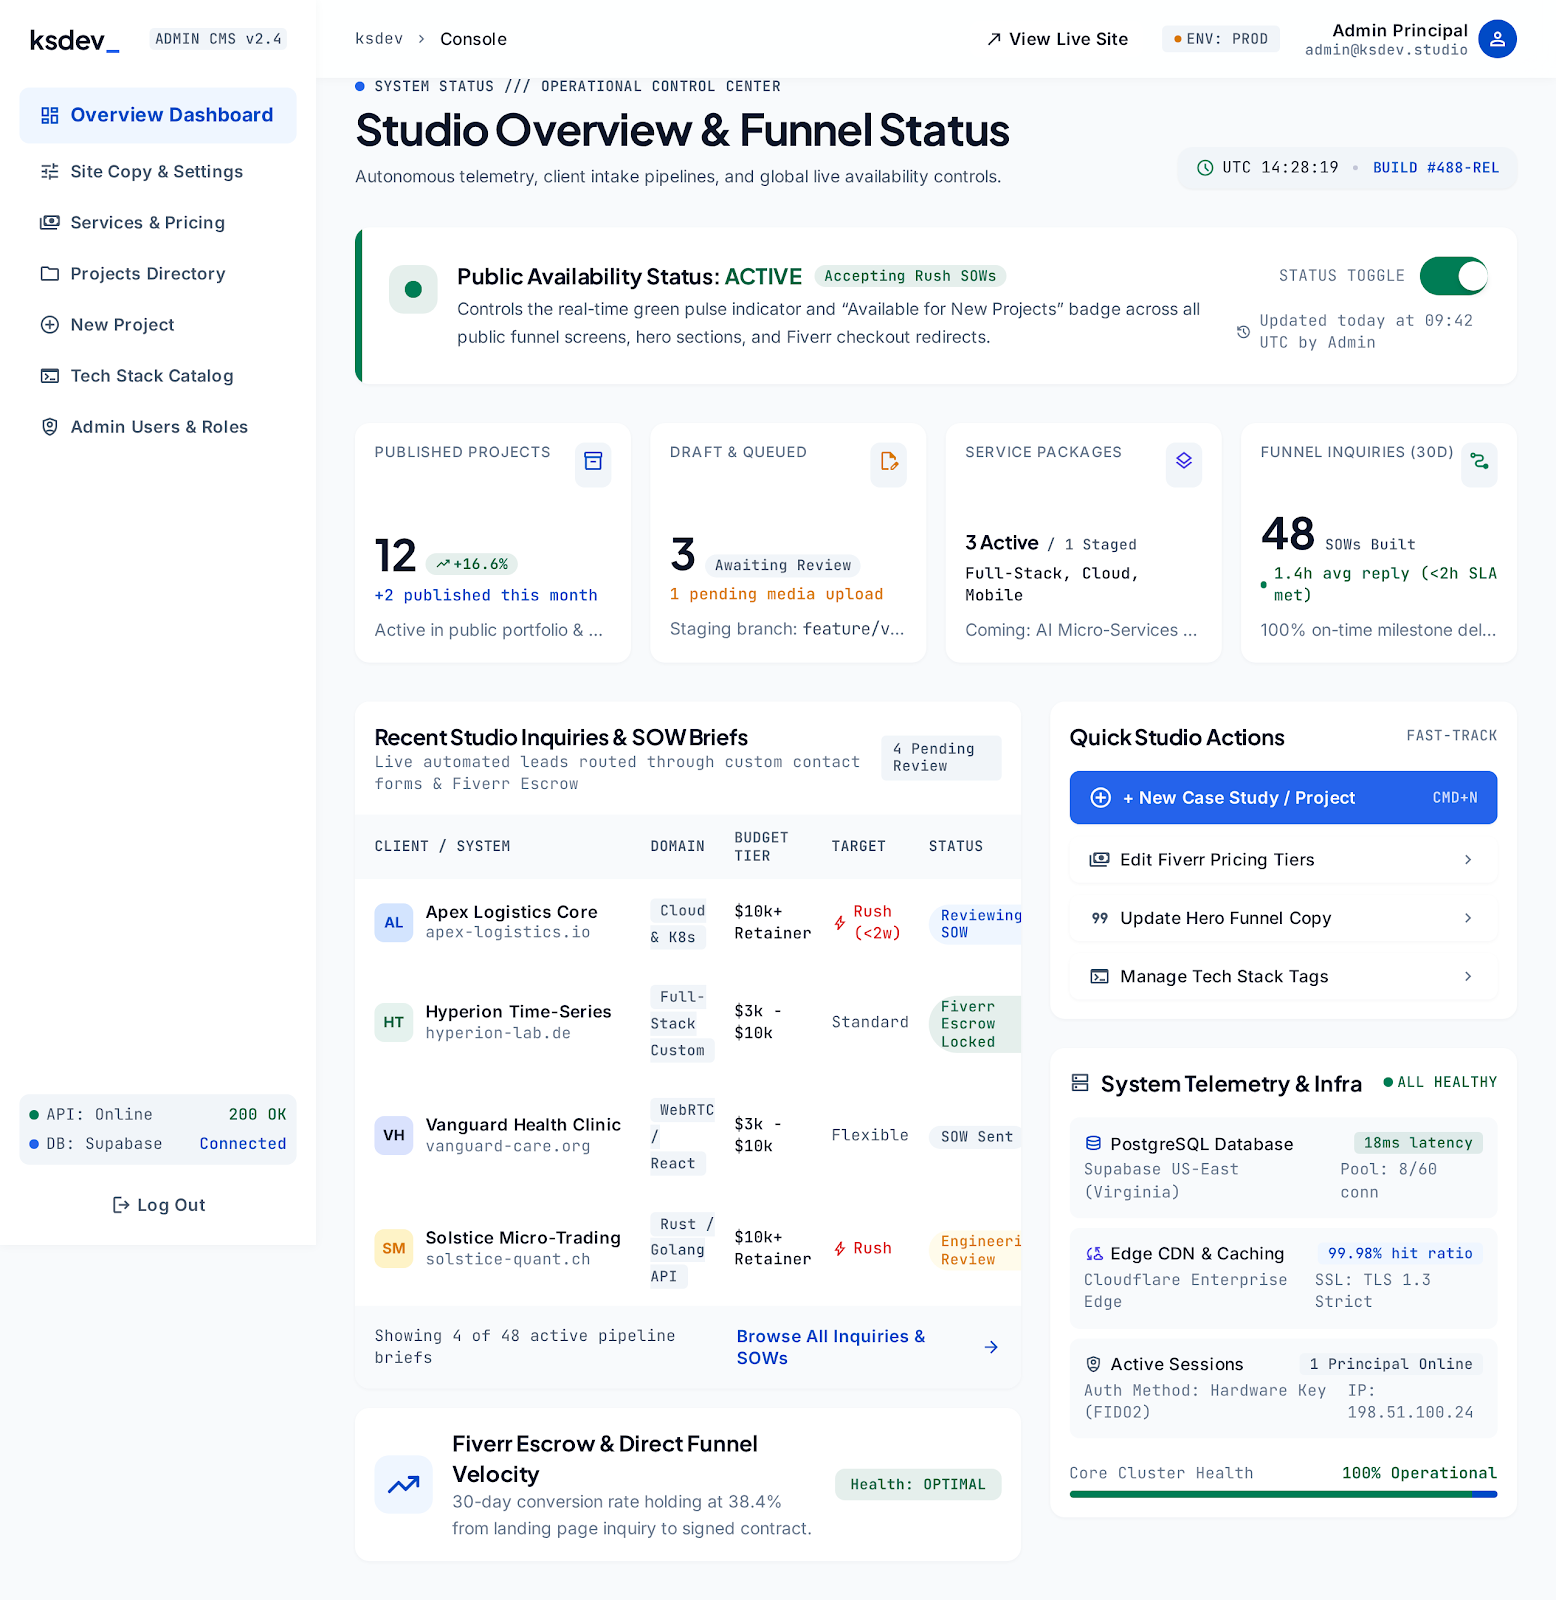 ksdev_
ADMIN CMS v2.4
Overview Dashboard
Site Copy & Settings
Services & Pricing
Projects Directory
New Project
Tech Stack Catalog
Admin Users & Roles
API: Online 200 OK
DB: Supabase Connected
Log Out
ksdev > Console
View Live Site
ENV: PROD
Admin Principal
admin@ksdev.studio
SYSTEM STATUS /// OPERATIONAL CONTROL CENTER
Studio Overview & Funnel Status
Autonomous telemetry, client intake pipelines, and global live availability controls.
UTC 14:28:19 • BUILD #488-REL
Public Availability Status: ACTIVE Accepting Rush SOWs
Controls the real-time green pulse indicator and “Available for New Projects” badge across all
public funnel screens, hero sections, and Fiverr checkout redirects.
STATUS TOGGLE
Updated today at 09:42
UTC by Admin
PUBLISHED PROJECTS
12 +16.6%
+2 published this month
Active in public portfolio & ...
DRAFT & QUEUED
3 Awaiting Review
1 pending media upload
Staging branch: feature/v...
SERVICE PACKAGES
3 Active / 1 Staged
Full-Stack, Cloud,
Mobile
Coming: AI Micro-Services ...
FUNNEL INQUIRIES (30D)
48 SOWs Built
1.4h avg reply (<2h SLA
met)
100% on-time milestone del...
Recent Studio Inquiries & SOW Briefs
Live automated leads routed through custom contact
forms & Fiverr Escrow
4 Pending
Review
CLIENT / SYSTEM
DOMAIN
BUDGET
TIER
TARGET
STATUS
AL
Apex Logistics Core
apex-logistics.io
Cloud
& K8s
$10k+
Retainer
Rush
(<2w)
Reviewing
SOW
HT
Hyperion Time-Series
hyperion-lab.de
Full-
Stack
Custom
$3k -
$10k
Standard
Fiverr
Escrow
Locked
VH
Vanguard Health Clinic
vanguard-care.org
WebRTC
/
React
$3k -
$10k
Flexible
SOW Sent
SM
Solstice Micro-Trading
solstice-quant.ch
Rust /
Golang
API
$10k+
Retainer
Rush
Engineeri
Review
Showing 4 of 48 active pipeline
briefs
Browse All Inquiries &
SOWs
Fiverr Escrow & Direct Funnel
Velocity
30-day conversion rate holding at 38.4%
from landing page inquiry to signed contract.
Health: OPTIMAL
Quick Studio Actions
FAST-TRACK
+ New Case Study / Project CMD+N
Edit Fiverr Pricing Tiers
Update Hero Funnel Copy
Manage Tech Stack Tags
System Telemetry & Infra
ALL HEALTHY
PostgreSQL Database
18ms latency
Supabase US-East
(Virginia)
Pool: 8/60
conn
Edge CDN & Caching
99.98% hit ratio
Cloudflare Enterprise
Edge
SSL: TLS 1.3
Strict
Active Sessions
1 Principal Online
Auth Method: Hardware Key
(FIDO2)
IP:
198.51.100.24
Core Cluster Health
100% Operational